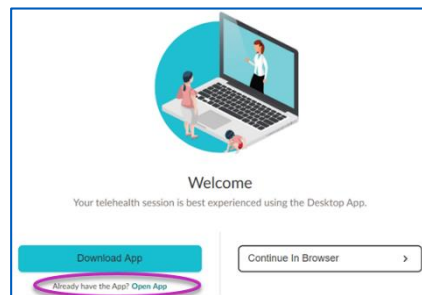 Welcome
Your telehealth session is best experienced using the Desktop App.
Download App
Continue In Browser >
Already have the App? Open App